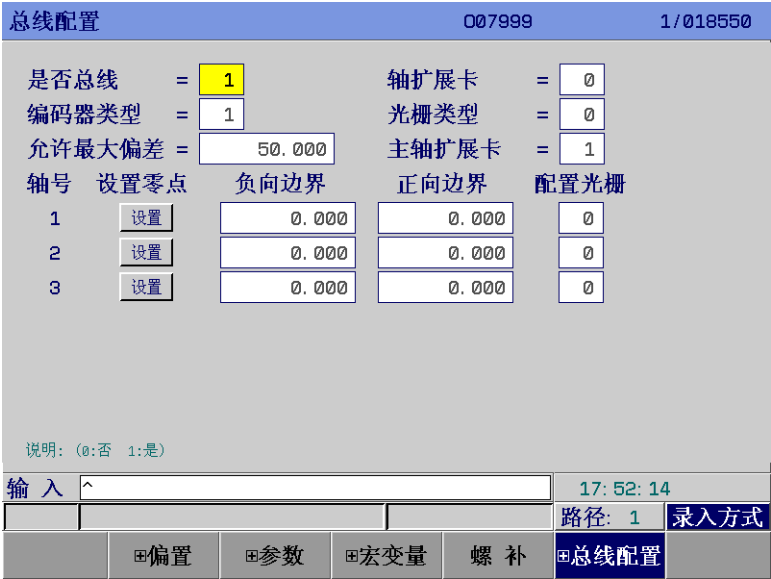 总线配置 O07999 1/018550
是否总线 = 1 轴扩展卡 = 0
编码器类型 = 1 光栅类型 = 0
允许最大偏差 = 50.000 主轴扩展卡 = 1
轴号 设置零点 负向边界 正向边界 配置光栅
1 设置 0.000 0.000 0
2 设置 0.000 0.000 0
3 设置 0.000 0.000 0
说明: (0:否 1:是)
输 入 ^ 17:52:14
路径: 1 录入方式
⊞偏置 ⊞参数 ⊞宏变量 螺 补 ⊞总线配置